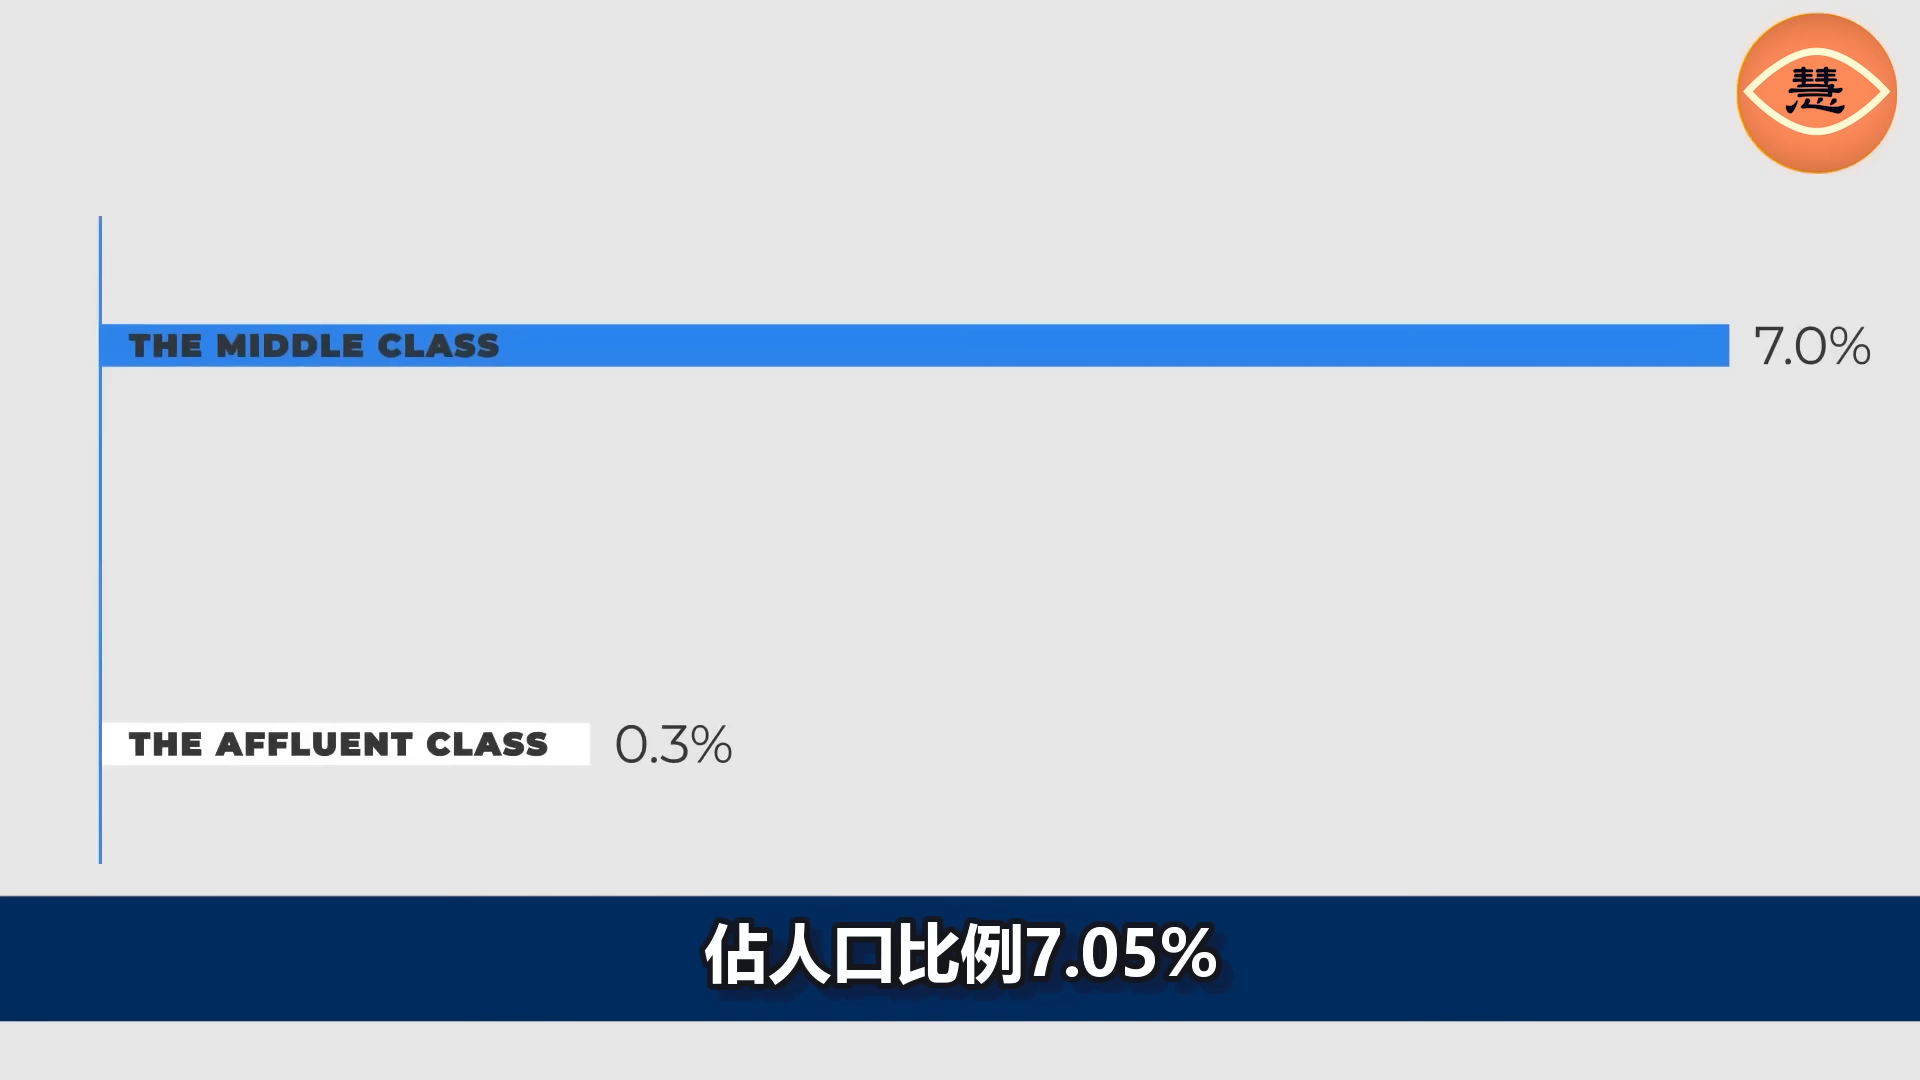 慧
THE MIDDLE CLASS 7.0%
THE AFFLUENT CLASS 0.3%
佔人口比例7.05%